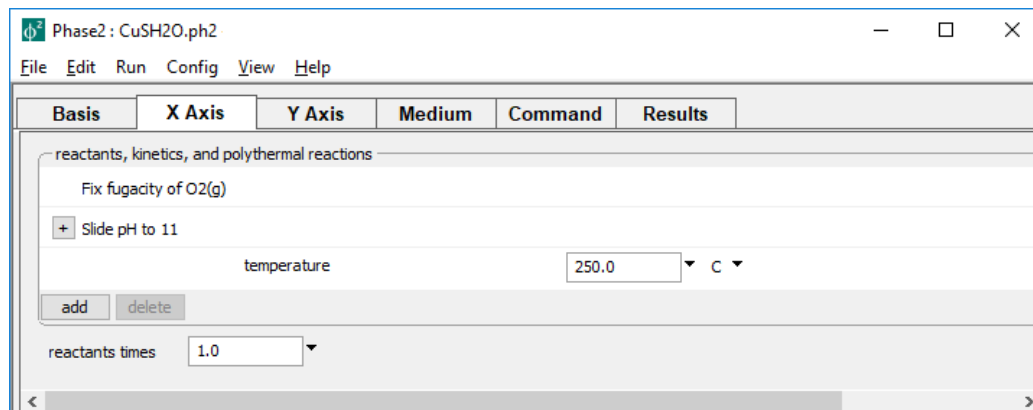 ϕ² Phase2 : CuSH2O.ph2
File Edit Run Config View Help
Basis X Axis Y Axis Medium Command Results
reactants, kinetics, and polythermal reactions
Fix fugacity of O2(g)
+ Slide pH to 11
temperature 250.0 C
add delete
reactants times 1.0